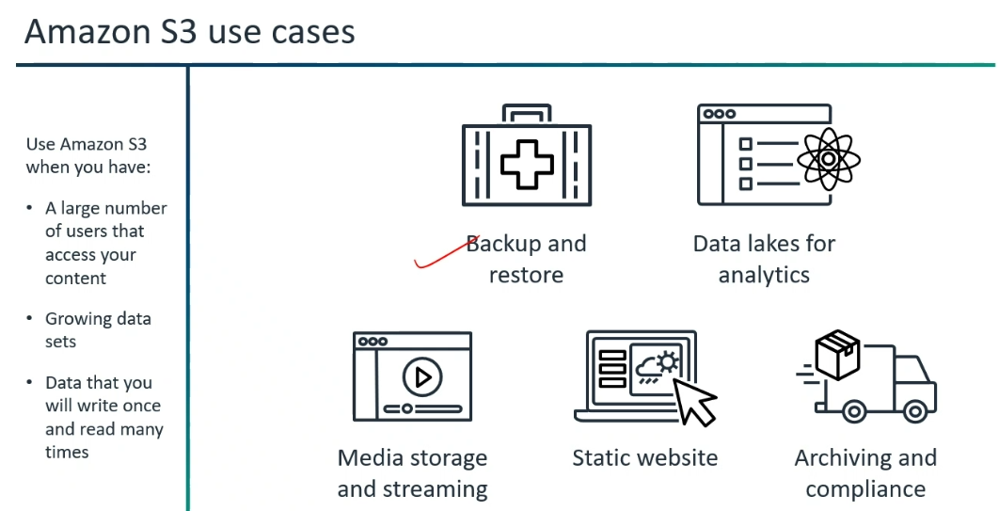 Amazon S3 use cases
Use Amazon S3
when you have:
• A large number
of users that
access your
content
• Growing data
sets
• Data that you
will write once
and read many
times
Backup and
restore
Data lakes for
analytics
Media storage
and streaming
Static website
Archiving and
compliance